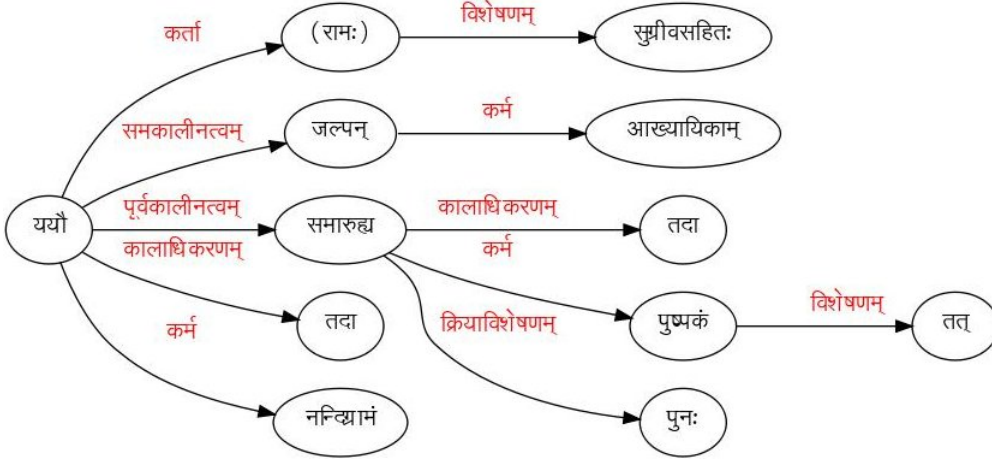 कर्ता
(रामः)
विशेषणम्
सुग्रीवसहितः
समकालीनत्वम्
जल्पन्
कर्म
आख्यायिकाम्
ययौ
पूर्वकालीनत्वम्
समारुह्य
कालाधिकरणम्
तदा
कालाधिकरणम्
तदा
कर्म
पुष्पकं
विशेषणम्
तत्
क्रियाविशेषणम्
पुनः
कर्म
नन्दिग्रामं